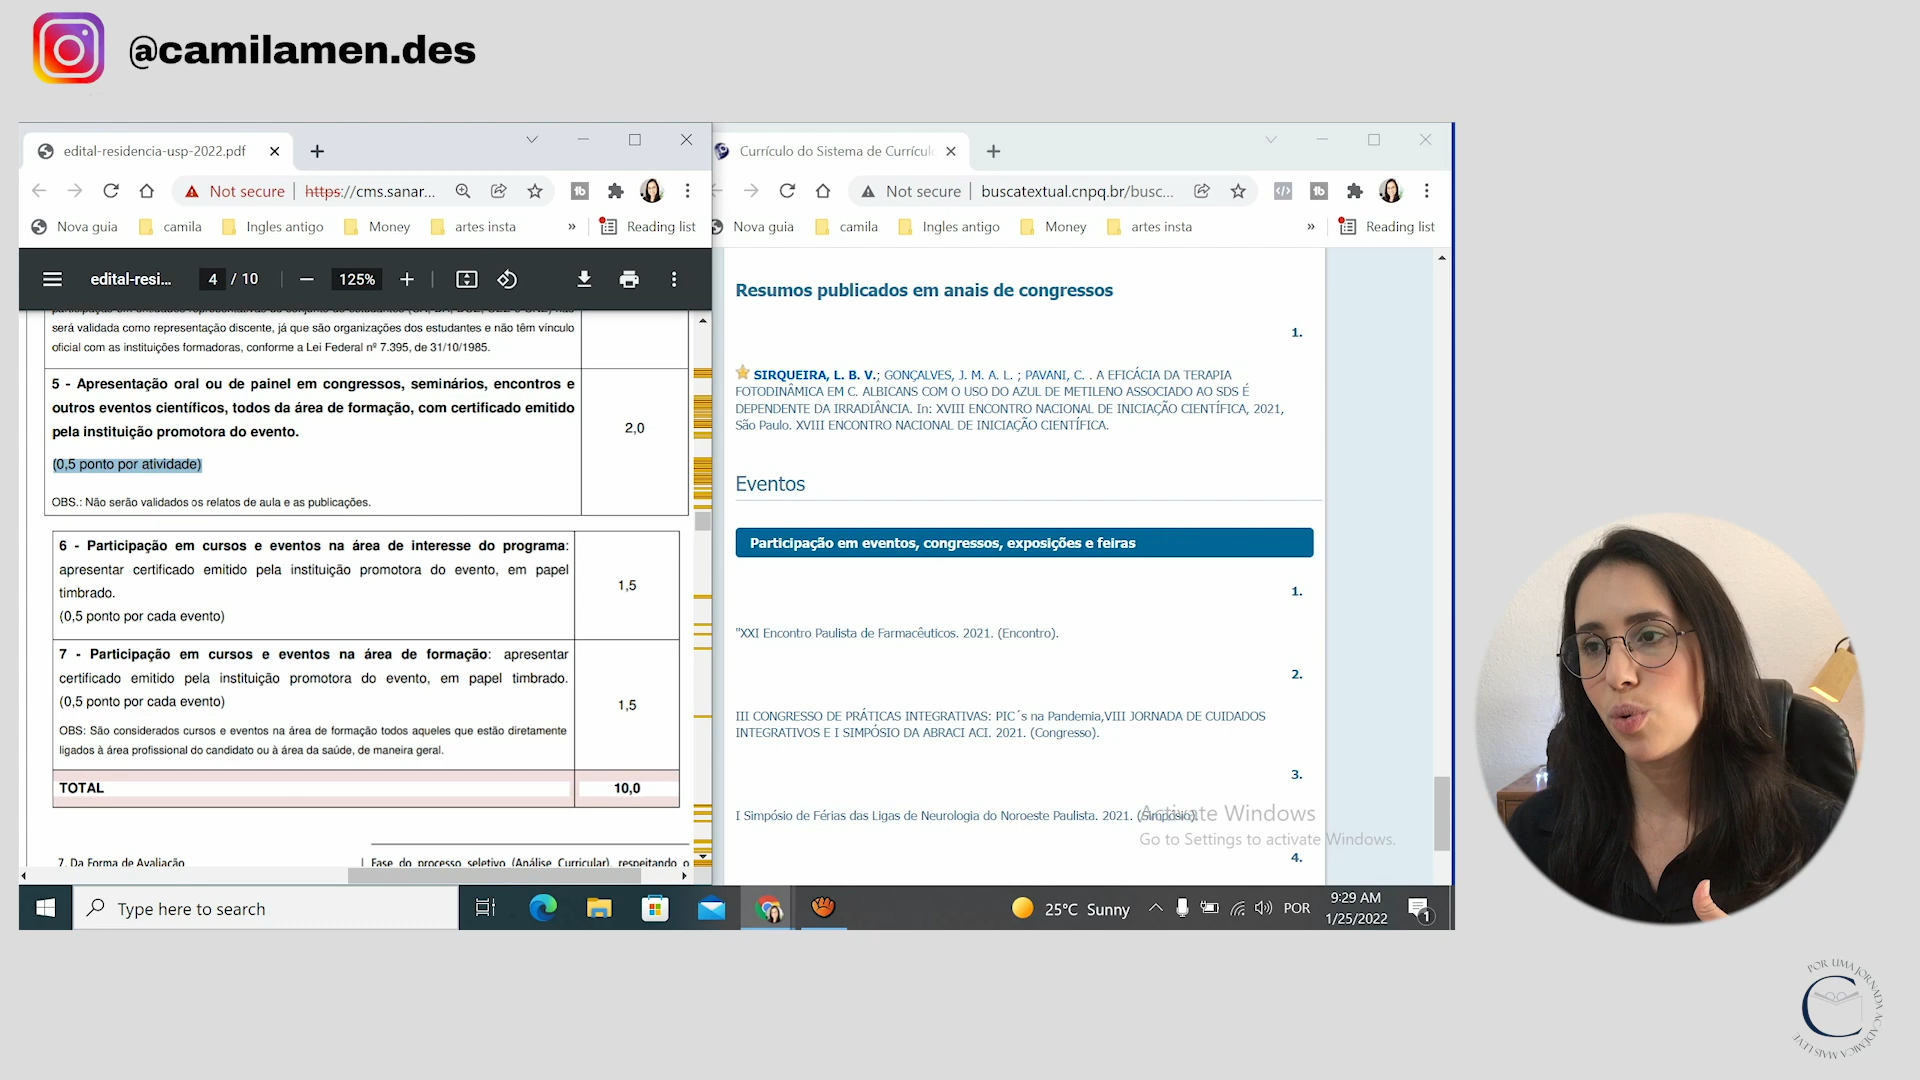 @camilamen.des
edital-residencia-usp-2022.pdf
Currículo do Sistema de Currícul
Not secure | https://cms.sanar...
Not secure | buscatextual.cnpq.br/busc...
Nova guia camila Ingles antigo Money artes insta » Reading list
Nova guia camila Ingles antigo Money artes insta » Reading list
edital-resi... 4 / 10 125%
será validada como representação discente, já que são organizações dos estudantes e não têm vínculo
oficial com as instituições formadoras, conforme a Lei Federal nº 7.395, de 31/10/1985.
5 - Apresentação oral ou de painel em congressos, seminários, encontros e
outros eventos científicos, todos da área de formação, com certificado emitido
pela instituição promotora do evento.
2,0
(0,5 ponto por atividade)
OBS.: Não serão validados os relatos de aula e as publicações.
6 - Participação em cursos e eventos na área de interesse do programa:
apresentar certificado emitido pela instituição promotora do evento, em papel
timbrado.
(0,5 ponto por cada evento)
1,5
7 - Participação em cursos e eventos na área de formação: apresentar
certificado emitido pela instituição promotora do evento, em papel timbrado.
(0,5 ponto por cada evento)
1,5
OBS: São considerados cursos e eventos na área de formação todos aqueles que estão diretamente
ligados à área profissional do candidato ou à área da saúde, de maneira geral.
TOTAL 10,0
7. Da Forma de Avaliação
Fase do processo seletivo (Análise Curricular), respeitando o
Resumos publicados em anais de congressos
1.
SIRQUEIRA, L. B. V.; GONÇALVES, J. M. A. L. ; PAVANI, C. . A EFICÁCIA DA TERAPIA
FOTODINÂMICA EM C. ALBICANS COM O USO DO AZUL DE METILENO ASSOCIADO AO SDS É
DEPENDENTE DA IRRADIÂNCIA. In: XVIII ENCONTRO NACIONAL DE INICIAÇÃO CIENTÍFICA, 2021,
São Paulo. XVIII ENCONTRO NACIONAL DE INICIAÇÃO CIENTÍFICA.
Eventos
Participação em eventos, congressos, exposições e feiras
1.
"XXI Encontro Paulista de Farmacêuticos. 2021. (Encontro).
2.
III CONGRESSO DE PRÁTICAS INTEGRATIVAS: PIC´s na Pandemia,VIII JORNADA DE CUIDADOS
INTEGRATIVOS E I SIMPÓSIO DA ABRACI ACI. 2021. (Congresso).
3.
I Simpósio de Férias das Ligas de Neurologia do Noroeste Paulista. 2021. (Simpósio).
4.
Activate Windows
Go to Settings to activate Windows.
Type here to search
25°C Sunny
POR
9:29 AM
1/25/2022
1
POR UMA JORNADA ACADÊMICA MAIS LEVE
C